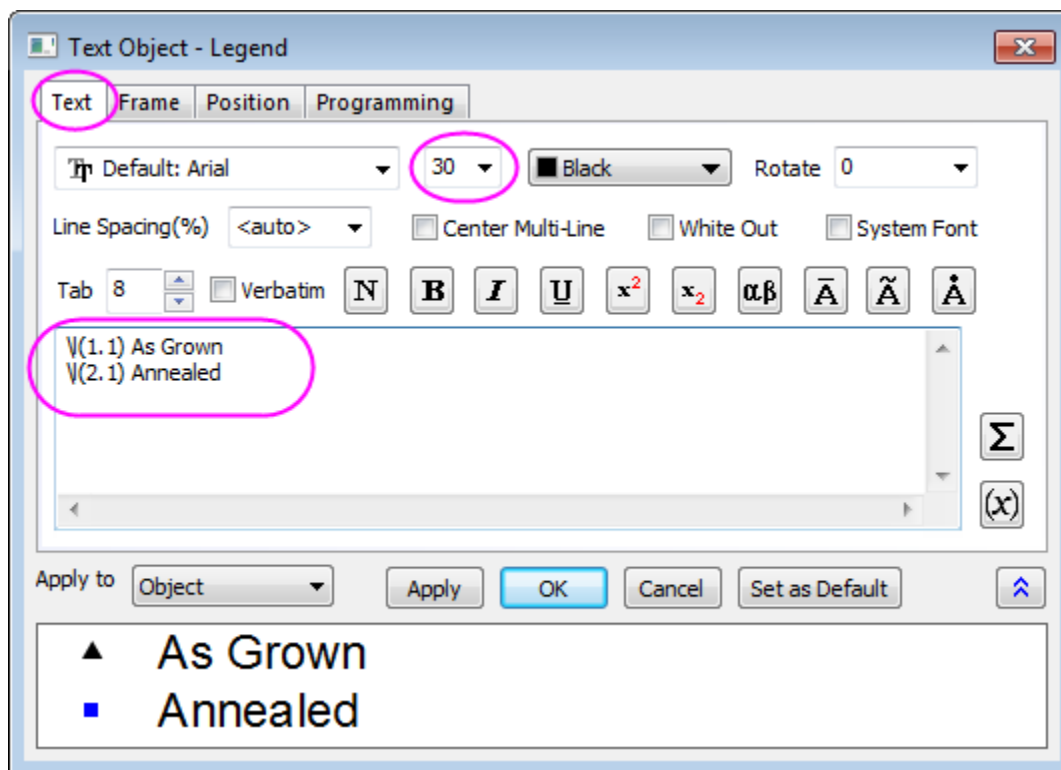 Text Object - Legend
Text Frame Position Programming
Default: Arial 30 Black Rotate 0
Line Spacing(%) <auto> Center Multi-Line White Out System Font
Tab 8 Verbatim N B I U x² x₂ αβ Ā Ã Å
\l(1.1) As Grown
\l(2.1) Annealed
Σ
(x)
Apply to Object Apply OK Cancel Set as Default
As Grown
Annealed